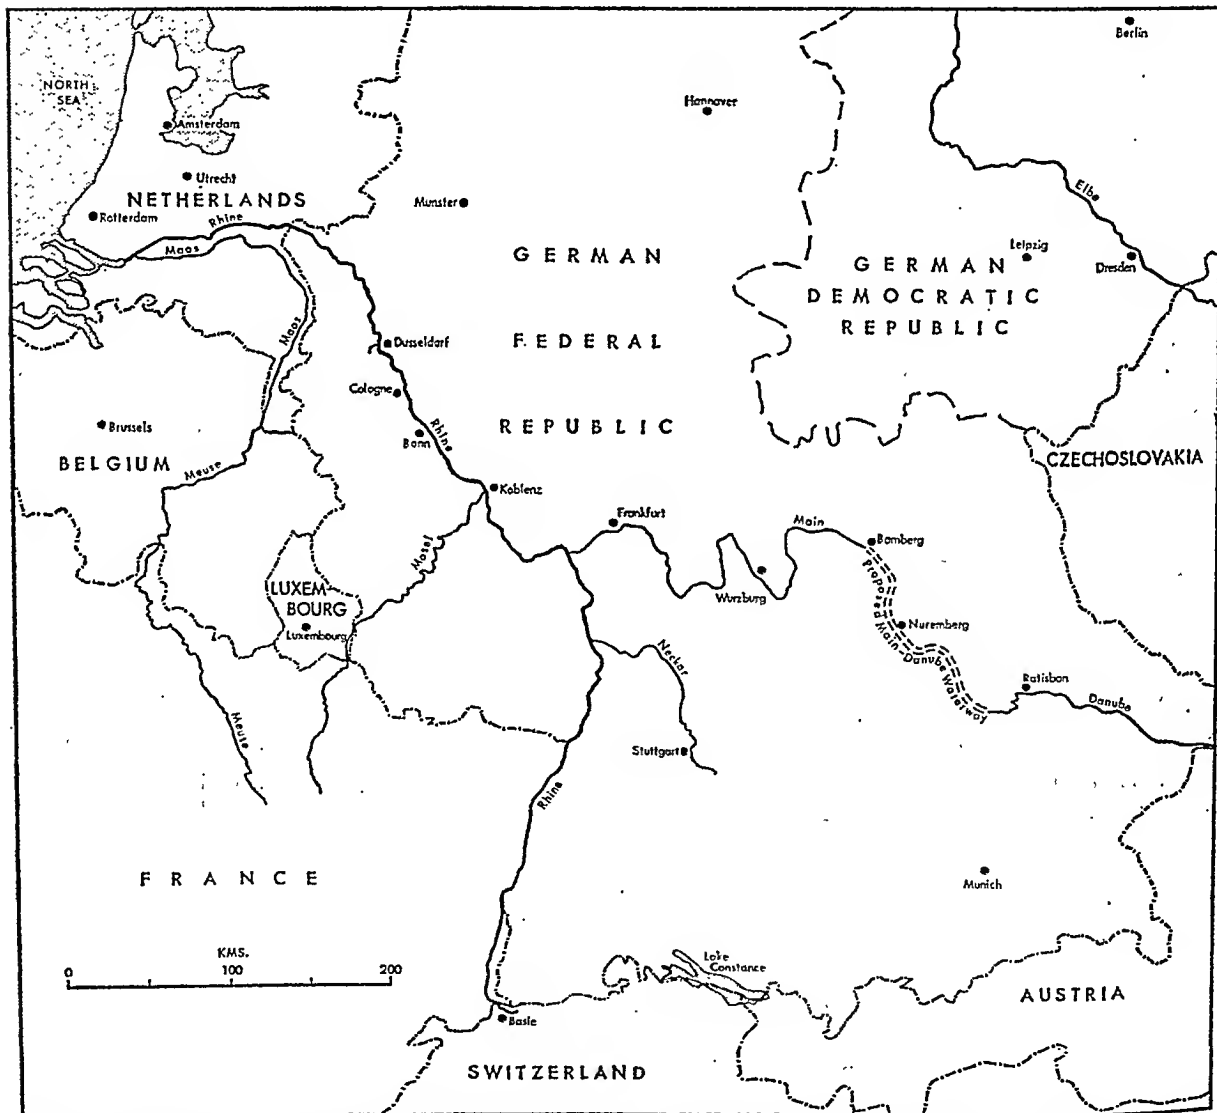 Berlin
NORTH
SEA
Hannover
Amsterdam
Utrecht
NETHERLANDS
Elbe
Munster
Rotterdam
Rhine
Maas
GERMAN
FEDERAL
REPUBLIC
Leipzig
Dresden
GERMAN
DEMOCRATIC
REPUBLIC
Maas
Dusseldorf
Cologne
Brussels
Bonn
Rhine
BELGIUM
Meuse
CZECHOSLOVAKIA
Koblenz
Frankfurt
Main
Bamberg
Mosel
Wurzburg
LUXEM-
BOURG
Luxembourg
Proposed Main-Danube Waterway
Nuremberg
Neckar
Ratisbon
Danube
Meuse
Stuttgart
Rhine
FRANCE
Munich
KMS.
0 100 200
Lake
Constance
AUSTRIA
Basle
SWITZERLAND